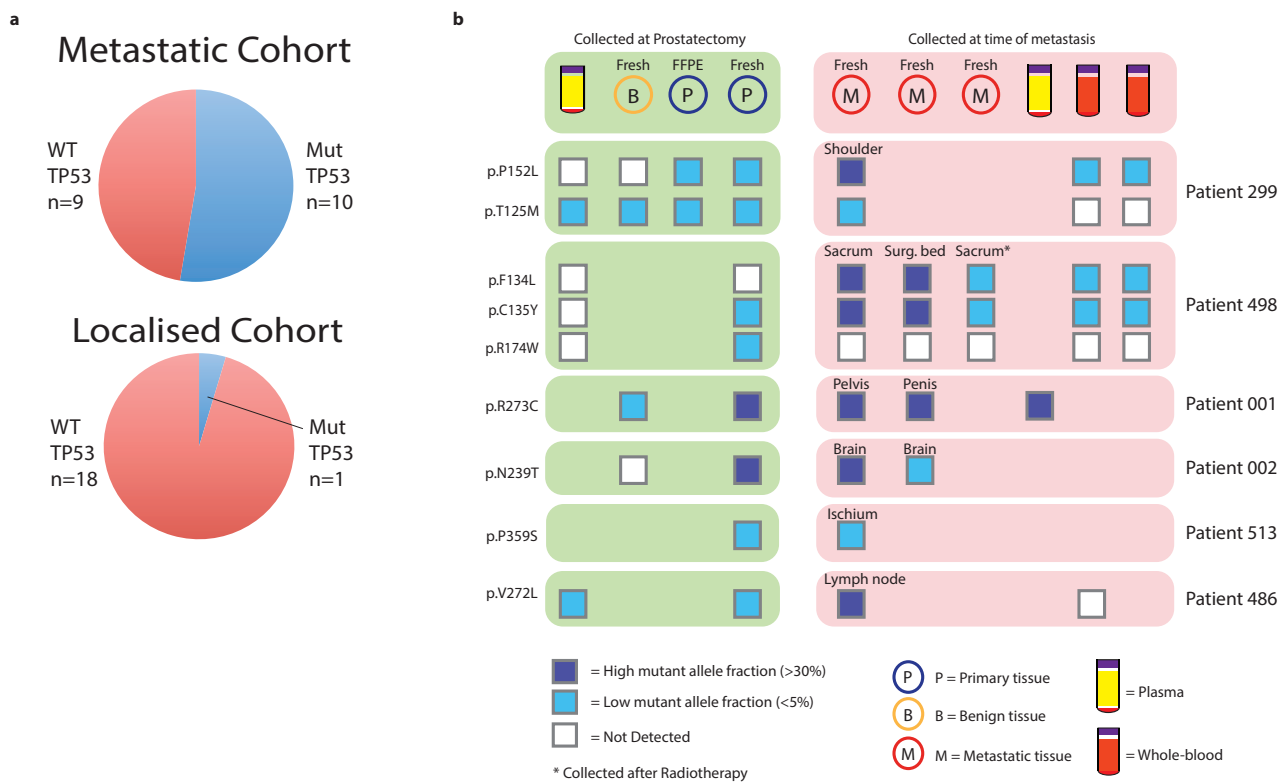 a
Metastatic Cohort
WT
TP53
n=9
Mut
TP53
n=10
Localised Cohort
WT
TP53
n=18
Mut
TP53
n=1
b
Collected at Prostatectomy
Collected at time of metastasis
Fresh FFPE Fresh
B P P
Fresh Fresh Fresh
M M M
Shoulder
p.P152L
p.T125M
Patient 299
Sacrum Surg. bed Sacrum*
p.F134L
p.C135Y
p.R174W
Patient 498
Pelvis Penis
p.R273C
Patient 001
Brain Brain
p.N239T
Patient 002
Ischium
p.P359S
Patient 513
Lymph node
p.V272L
Patient 486
= High mutant allele fraction (>30%)
= Low mutant allele fraction (<5%)
= Not Detected
* Collected after Radiotherapy
P P = Primary tissue
B B = Benign tissue
M M = Metastatic tissue
= Plasma
= Whole-blood